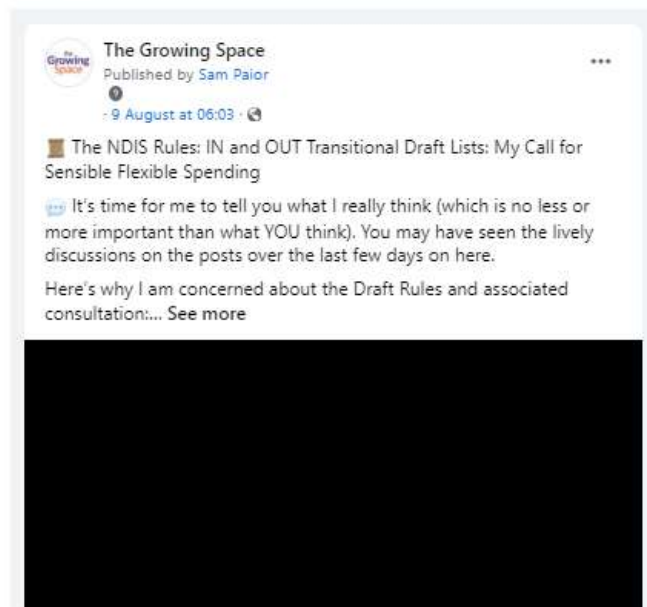 the
Growing
Space
The Growing Space
Published by Sam Paior
- 9 August at 06:03 ·
📜 The NDIS Rules: IN and OUT Transitional Draft Lists: My Call for
Sensible Flexible Spending
💬 It's time for me to tell you what I really think (which is no less or
more important than what YOU think). You may have seen the lively
discussions on the posts over the last few days on here.
Here's why I am concerned about the Draft Rules and associated
consultation:... See more